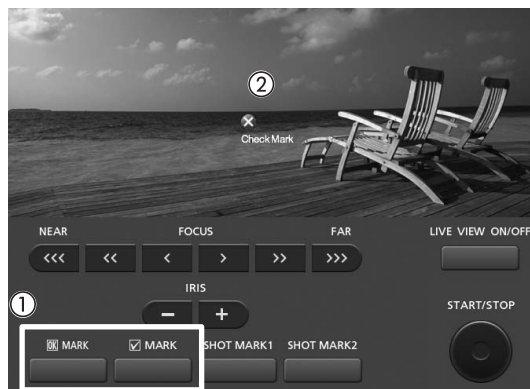 ②
Check Mark
NEAR FOCUS FAR LIVE VIEW ON/OFF
<<< << < > >> >>>
IRIS
①
− +
START/STOP
OK MARK ☑ MARK SHOT MARK1 SHOT MARK2